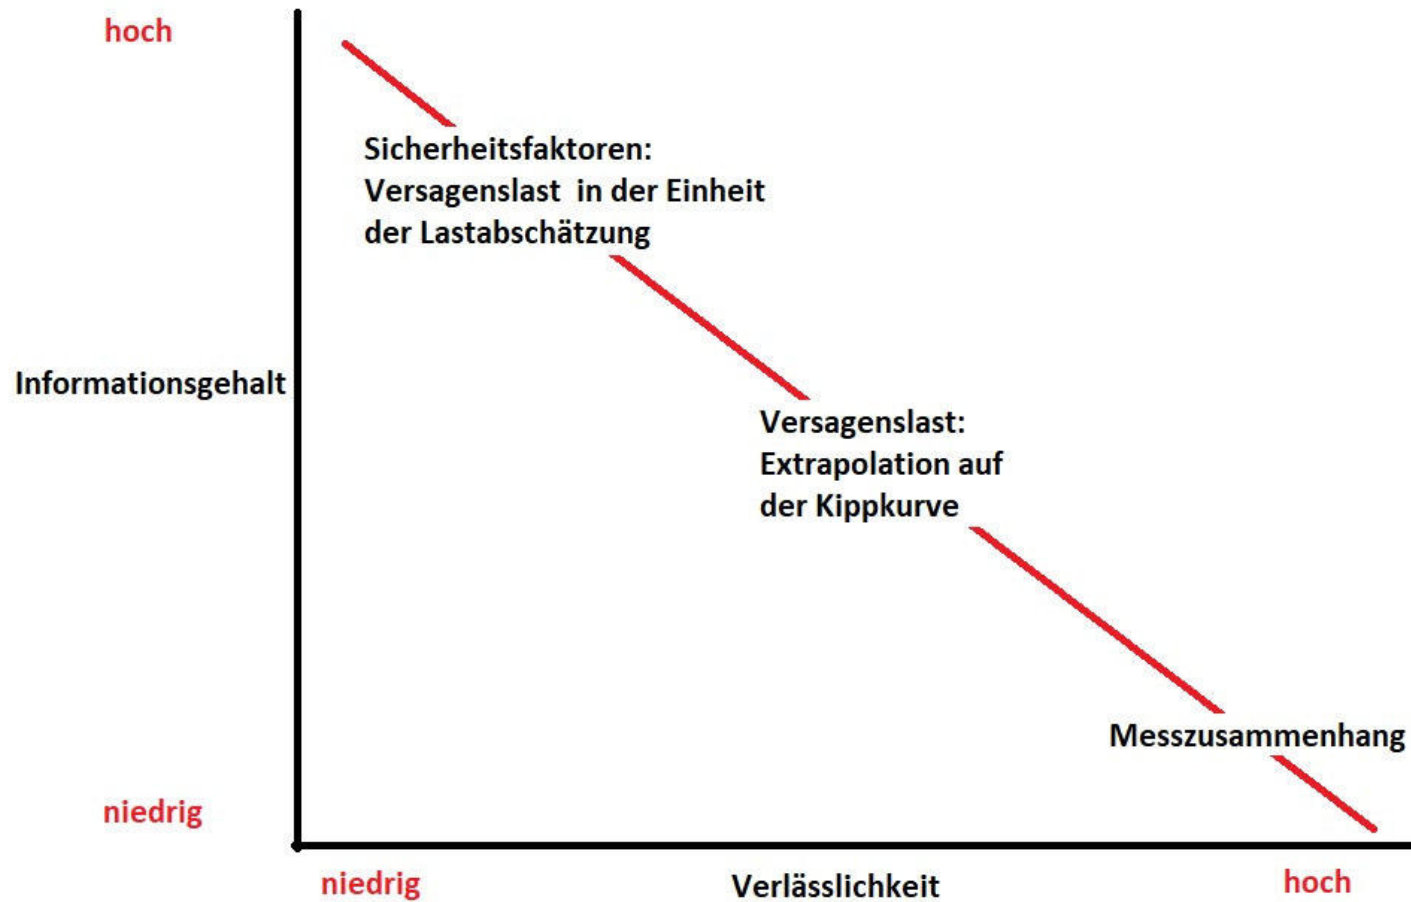 hoch
Sicherheitsfaktoren:
Versagenslast in der Einheit
der Lastabschätzung
Informationsgehalt
Versagenslast:
Extrapolation auf
der Kippkurve
Messzusammenhang
niedrig
niedrig
Verlässlichkeit
hoch